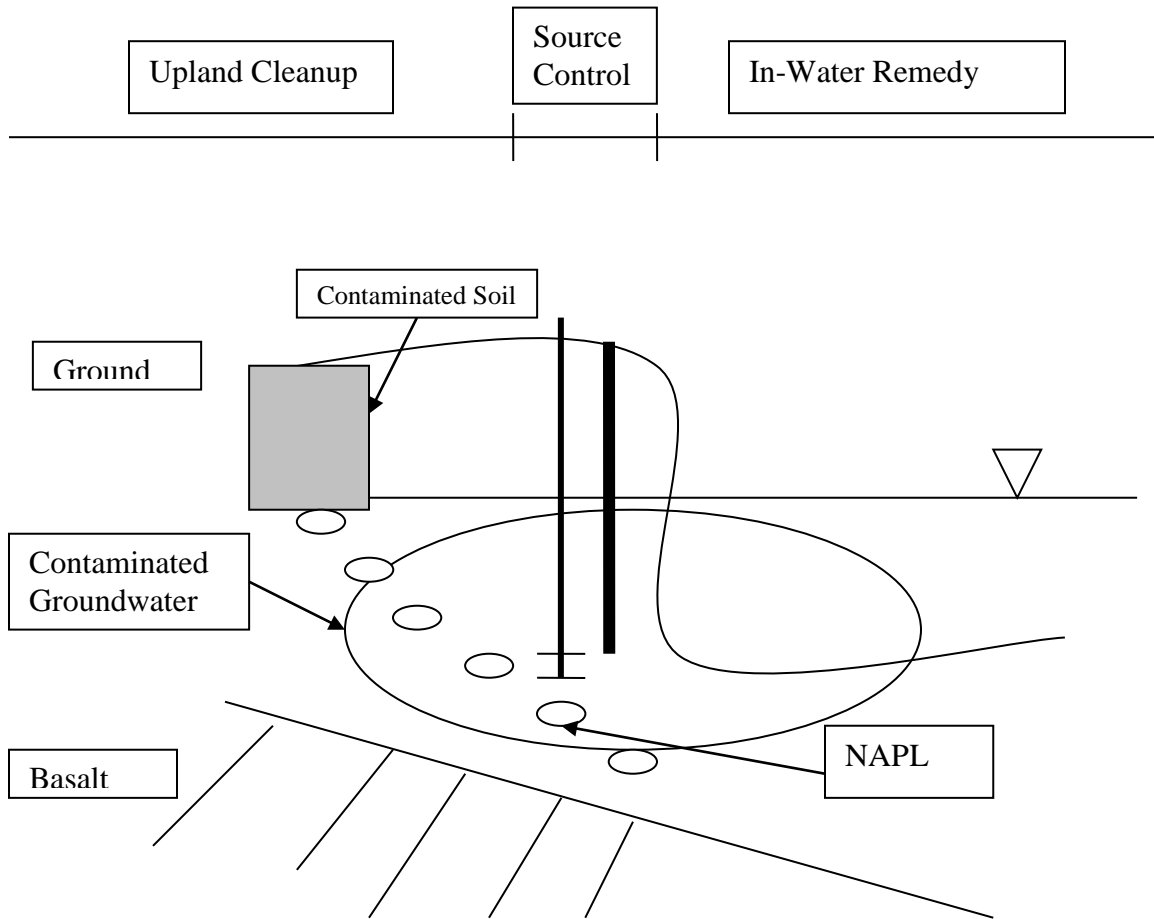 Upland Cleanup
Source
Control
In-Water Remedy
Contaminated Soil
Ground
Contaminated
Groundwater
NAPL
Basalt